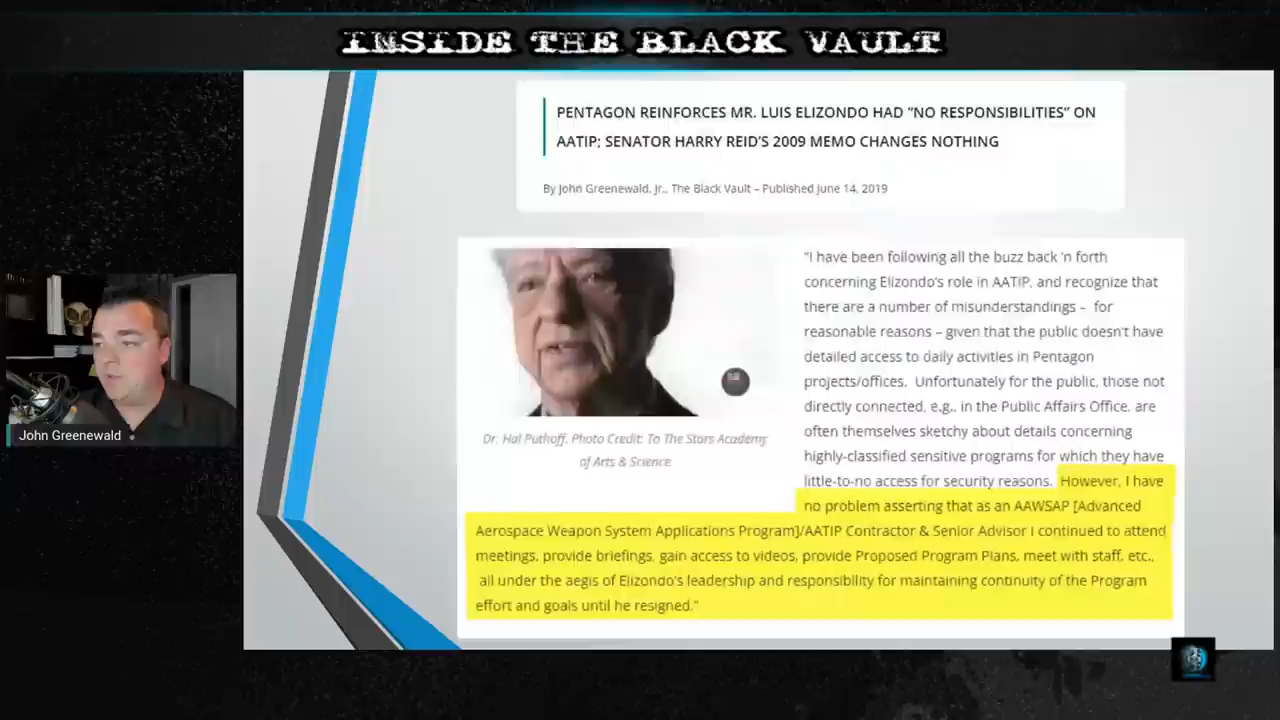 INSIDE THE BLACK VAULT
PENTAGON REINFORCES MR. LUIS ELIZONDO HAD “NO RESPONSIBILITIES” ON
AATIP; SENATOR HARRY REID’S 2009 MEMO CHANGES NOTHING
By John Greenewald, Jr., The Black Vault – Published June 14, 2019
“I have been following all the buzz back ’n forth
concerning Elizondo’s role in AATIP, and recognize that
there are a number of misunderstandings – for
reasonable reasons – given that the public doesn’t have
detailed access to daily activities in Pentagon
projects/offices. Unfortunately for the public, those not
directly connected, e.g., in the Public Affairs Office, are
often themselves sketchy about details concerning
highly-classified sensitive programs for which they have
little-to-no access for security reasons. However, I have
no problem asserting that as an AAWSAP [Advanced
Aerospace Weapon System Applications Program]/AATIP Contractor & Senior Advisor I continued to attend
meetings, provide briefings, gain access to videos, provide Proposed Program Plans, meet with staff, etc.,
all under the aegis of Elizondo’s leadership and responsibility for maintaining continuity of the Program
effort and goals until he resigned.”
Dr. Hal Puthoff. Photo Credit: To The Stars Academy
of Arts & Science
John Greenewald